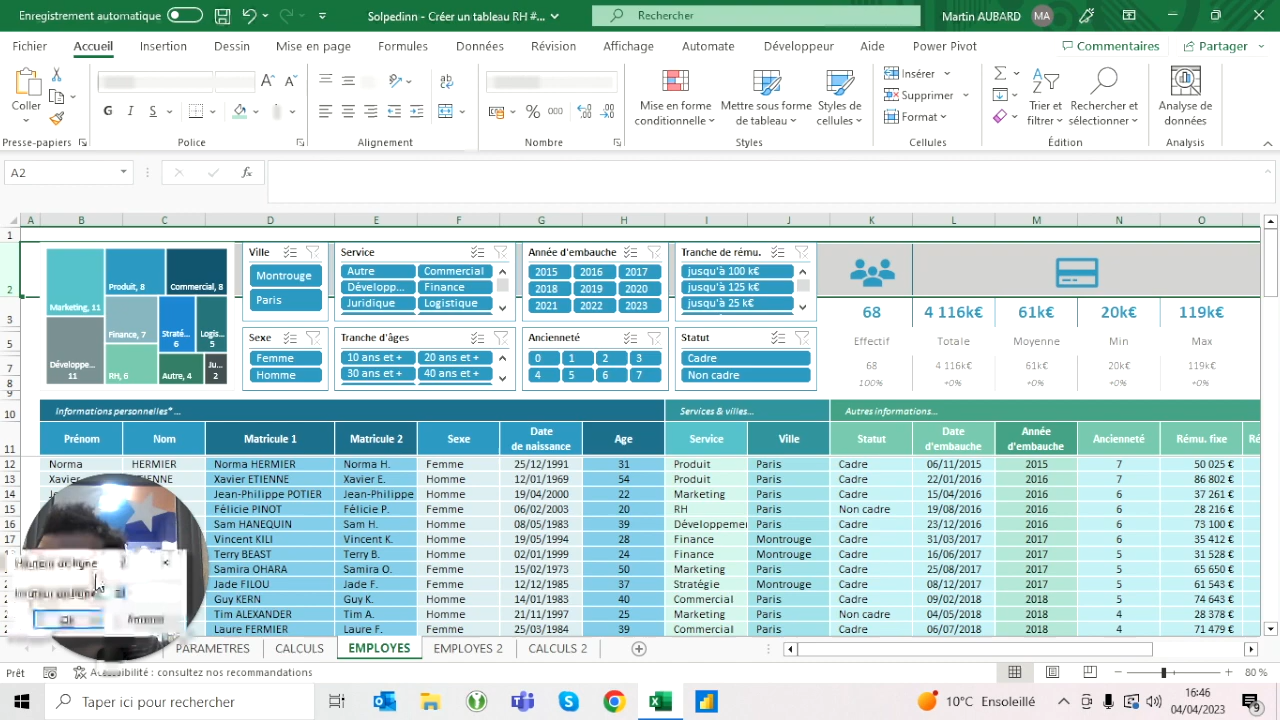 Enregistrement automatique Solpedinn - Créer un tableau RH #... Rechercher Martin AUBARD MA
Fichier Accueil Insertion Dessin Mise en page Formules Données Révision Affichage Automate Développeur Aide Power Pivot Commentaires Partager
Coller
G I S
Mise en forme conditionnelle
Mettre sous forme de tableau
Styles de cellules
Insérer
Supprimer
Format
Trier et filtrer
Rechercher et sélectionner
Analyse de données
Presse-papiers Police Alignement Nombre Styles Cellules Édition Analysis
A2 fx
A B C D E F G H I J K L M N O
Marketing, 11
Produit, 8
Commercial, 8
Finance, 7
Straté... 6
Logis... 5
Développe... 11
RH, 6
Autre, 4
Ju... 2
Ville
Montrouge
Paris
Service
Autre Commercial
Développ... Finance
Juridique Logistique
Année d'embauche
2015 2016 2017
2018 2019 2020
2021 2022 2023
Tranche de rému.
jusqu'à 100 k€
jusqu'à 125 k€
jusqu'à 25 k€
Sexe
Femme
Homme
Tranche d'âges
10 ans et + 20 ans et +
30 ans et + 40 ans et +
Ancienneté
0 1 2 3
4 5 6 7
Statut
Cadre
Non cadre
68 4 116k€ 61k€ 20k€ 119k€
Effectif Totale Moyenne Min Max
68 4 116k€ 61k€ 20k€ 119k€
100% +0% +0% +0% +0%
Informations personnelles* ... Services & villes... Autres informations...
Prénom Nom Matricule 1 Matricule 2 Sexe Date de naissance Age Service Ville Statut Date d'embauche Année d'embauche Ancienneté Rému. fixe Ré
12 Norma HERMIER Norma HERMIER Norma H. Femme 25/12/1991 31 Produit Paris Cadre 06/11/2015 2015 7 50 025 €
13 Xavier ETIENNE Xavier ETIENNE Xavier E. Homme 12/01/1969 54 Produit Paris Cadre 22/01/2016 2016 7 86 802 €
14 Jean-Philippe POTIER Jean-Philippe Homme 19/04/2000 22 Marketing Paris Cadre 15/04/2016 2016 6 37 261 €
15 Félicie PINOT Félicie P. Femme 06/02/2003 20 RH Paris Non cadre 19/08/2016 2016 6 28 216 €
16 Sam HANEQUIN Sam H. Homme 08/05/1983 39 Développemen Paris Cadre 23/12/2016 2016 6 73 100 €
Vincent KILI Vincent K. Homme 19/05/1994 28 Finance Montrouge Cadre 31/03/2017 2017 6 35 412 €
Terry BEAST Terry B. Homme 02/01/1999 24 Finance Montrouge Cadre 16/06/2017 2017 5 31 528 €
Samira OHARA Samira O. Femme 15/02/1973 50 Marketing Paris Cadre 22/09/2017 2017 5 65 650 €
Jade FILOU Jade F. Femme 12/12/1985 37 Stratégie Montrouge Cadre 08/12/2017 2017 5 61 543 €
Guy KERN Guy K. Homme 14/01/1983 40 Commercial Paris Cadre 09/02/2018 2018 5 74 643 €
Tim ALEXANDER Tim A. Homme 21/11/1997 25 Marketing Paris Non cadre 04/05/2018 2018 4 28 378 €
Laure FERMIER Laure F. Femme 25/03/1984 39 Commercial Paris Cadre 06/07/2018 2018 4 71 479 €
PARAMETRES CALCULS EMPLOYES EMPLOYES 2 CALCULS 2
Prêt Accessibilité : consultez nos recommandations 80 %
Taper ici pour rechercher 10°C Ensoleillé 16:46
04/04/2023